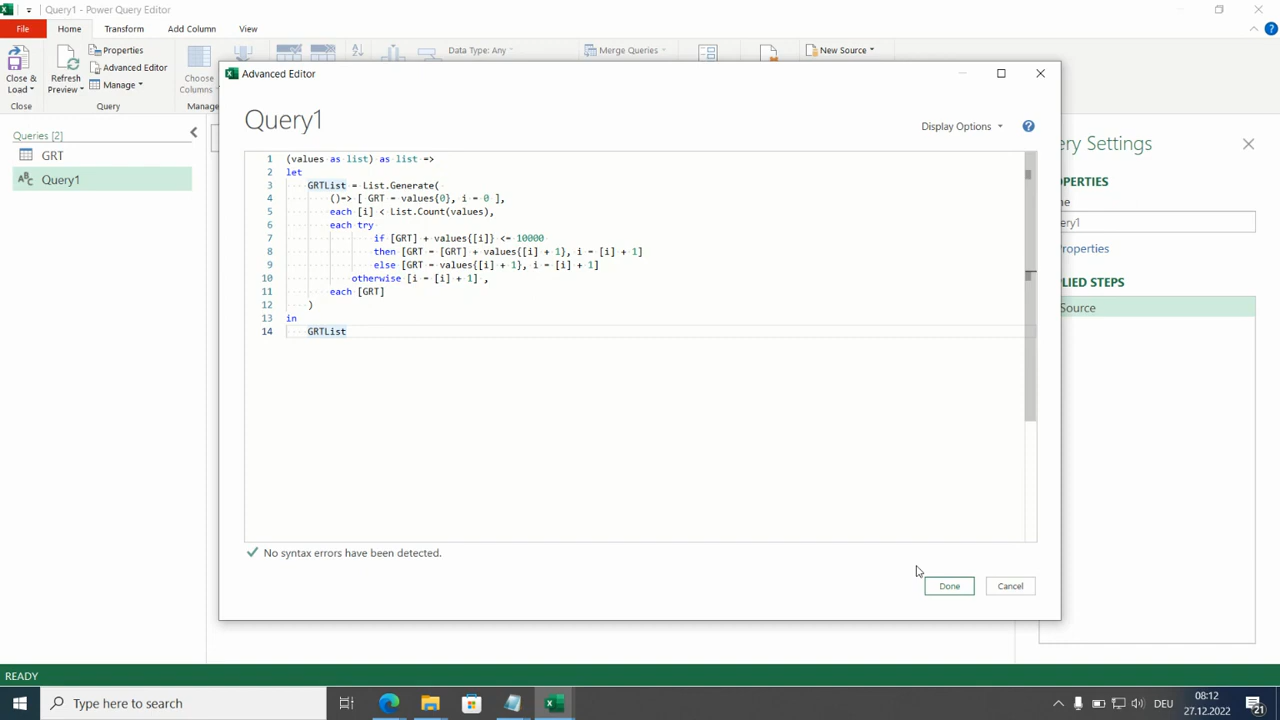 Query1 - Power Query Editor
File Home Transform Add Column View
Close & Load
Refresh Preview
Properties
Advanced Editor
Manage
Choose Columns
Data Type: Any
Merge Queries
New Source
Close
Query
Manage
Advanced Editor
Queries [2]
GRT
Query1
Query1
Display Options
1 (values as list) as list =>
2 let
3 GRTList = List.Generate(
4 ()=> [ GRT = values{0}, i = 0 ],
5 each [i] < List.Count(values),
6 each try
7 if [GRT] + values{[i]} <= 10000
8 then [GRT = [GRT] + values{[i] + 1}, i = [i] + 1]
9 else [GRT = values{[i] + 1}, i = [i] + 1]
10 otherwise [i = [i] + 1] ,
11 each [GRT]
12 )
13 in
14 GRTList
No syntax errors have been detected.
Done
Cancel
ery Settings
OPERTIES
me
ery1
Properties
PLIED STEPS
Source
READY
Type here to search
DEU
08:12
27.12.2022
21